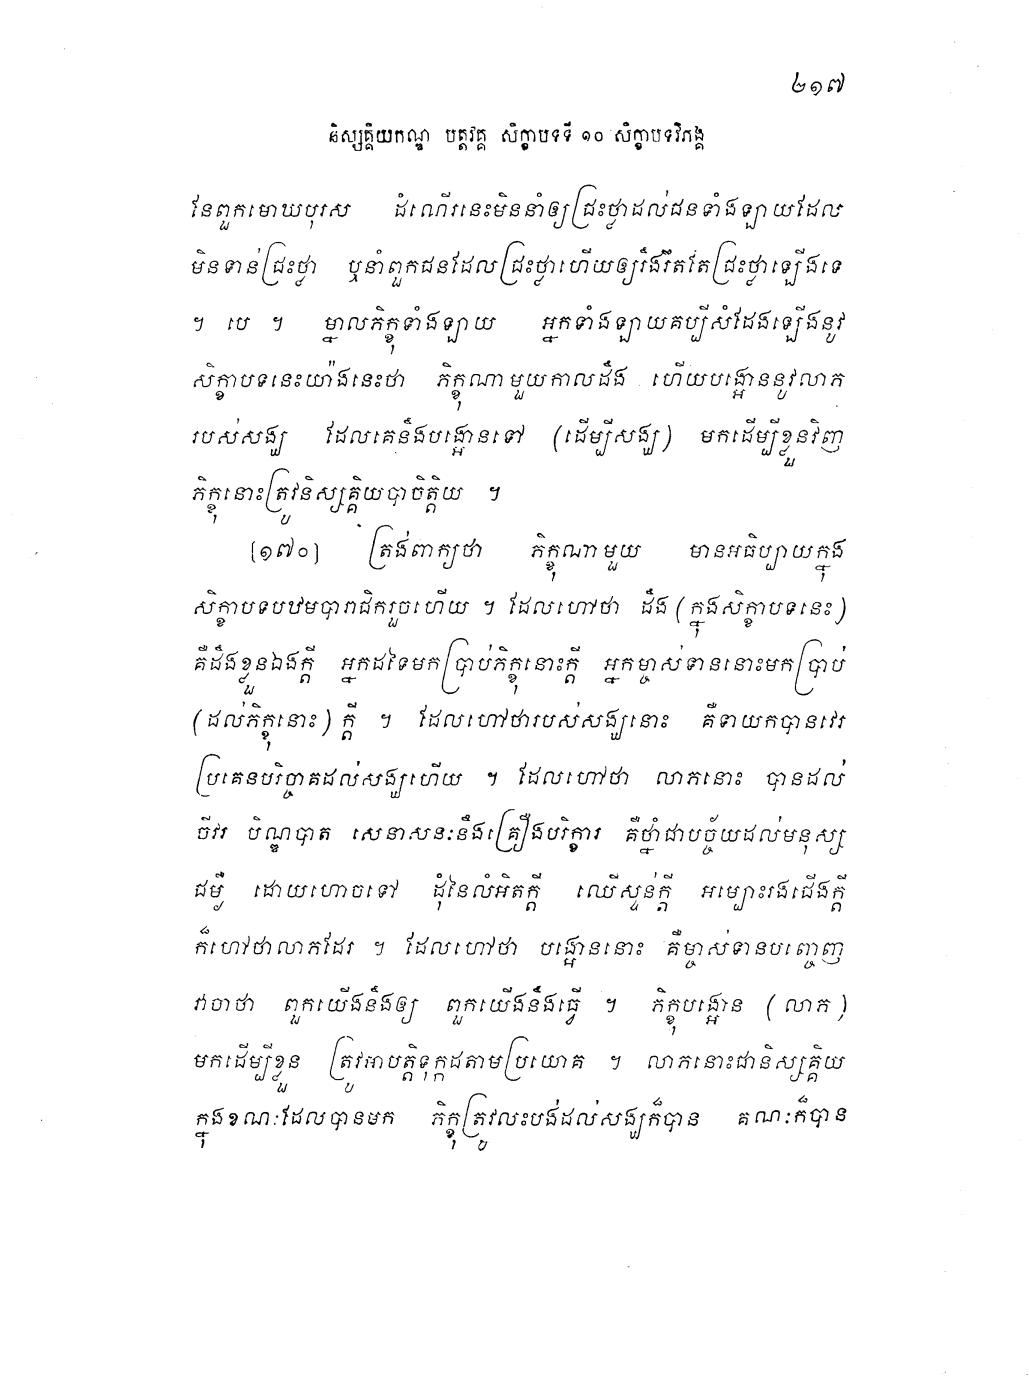 ២១៧
និស្សគ្គិយកណ្ឌ បត្តវគ្គ សិក្ខាបទទី ១០ សិក្ខាបទវិភង្គ
នៃពួកមោឃបុរស ដំណើរនេះមិននាំឲ្យជ្រះថ្លាដល់ជនទាំងឡាយដែល
មិនទាន់ជ្រះថ្លា ឬនាំពួកជនដែលជ្រះថ្លាហើយឲ្យរឹងរឹតតែជ្រះថ្លាឡើងទេ
។ បេ ។ ម្នាលភិក្ខុទាំងឡាយ អ្នកទាំងឡាយគប្បីសំដែងឡើងនូវ
សិក្ខាបទនេះយ៉ាងនេះថា ភិក្ខុណាមួយកាលដឹង ហើយបង្អោននូវលាភ
របស់សង្ឃ ដែលគេនឹងបង្អោនទៅ (ដើម្បីសង្ឃ) មកដើម្បីខ្លួនវិញ
ភិក្ខុនោះត្រូវនិស្សគ្គិយបាចិត្តិយ ។
[១៧០] ត្រង់ពាក្យថា ភិក្ខុណាមួយ មានអធិប្បាយក្នុង
សិក្ខាបទបឋមបារាជិករួចហើយ ។ ដែលហៅថា ដឹង (ក្នុងសិក្ខាបទនេះ)
គឺដឹងខ្លួនឯងក្តី អ្នកដទៃមកប្រាប់ភិក្ខុនោះក្តី អ្នកម្ចាស់ទាននោះមកប្រាប់
(ដល់ភិក្ខុនោះ) ក្តី ។ ដែលហៅថារបស់សង្ឃនោះ គឺទាយកបានវេរ
ប្រគេនបរិច្ចាគដល់សង្ឃហើយ ។ ដែលហៅថា លាភនោះ បានដល់
ចីវរ បិណ្ឌបាត សេនាសនៈនឹងគ្រឿងបរិក្ខារ គឺថ្នាំជាបច្ច័យដល់មនុស្ស
ជម្ងឺ ដោយហោចទៅ ដុំនៃលំអិតក្តី ឈើស្ទន់ក្តី អម្បោះរងជើងក្តី
ក៏ហៅថាលាភដែរ ។ ដែលហៅថា បង្អោននោះ គឺម្ចាស់ទានបញ្ចេញ
វាចាថា ពួកយើងនឹងឲ្យ ពួកយើងនឹងធ្វើ ។ ភិក្ខុបង្អោន (លាភ)
មកដើម្បីខ្លួន ត្រូវអាបត្តិទុក្កដតាមប្រយោគ ។ លាភនោះជានិស្សគ្គិយ
ក្នុងខណៈដែលបានមក ភិក្ខុត្រូវលះបង់ដល់សង្ឃក៏បាន គណៈក៏បាន